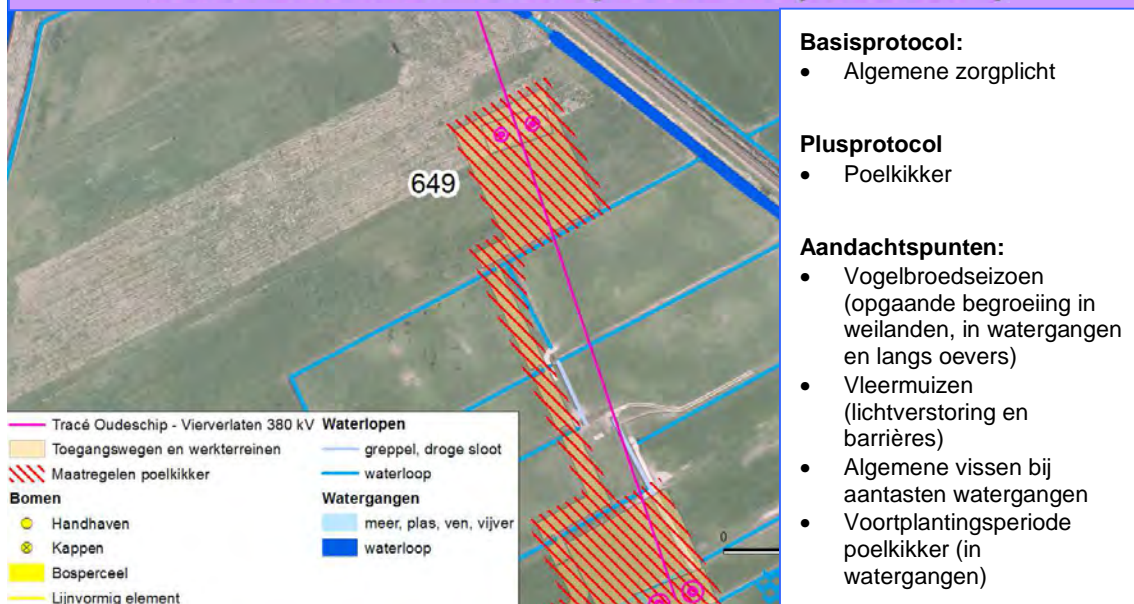 649
Tracé Oudeschip - Vierverlaten 380 kV
Toegangswegen en werkterreinen
Maatregelen poelkikker
Bomen
Handhaven
Kappen
Bosperceel
Lijnvormig element
Waterlopen
greppel, droge sloot
waterloop
Watergangen
meer, plas, ven, vijver
waterloop
0
Basisprotocol:
• Algemene zorgplicht
Plusprotocol
• Poelkikker
Aandachtspunten:
• Vogelbroedseizoen
(opgaande begroeiing in
weilanden, in watergangen
en langs oevers)
• Vleermuizen
(lichtverstoring en
barrières)
• Algemene vissen bij
aantasten watergangen
• Voortplantingsperiode
poelkikker (in
watergangen)